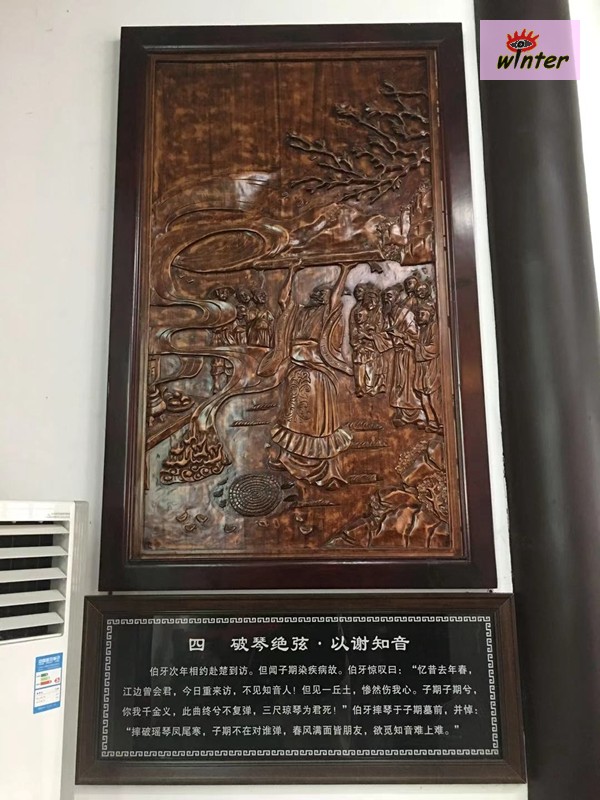 winter
四 破琴绝弦·以谢知音
伯牙次年相约赴楚到访。但闻子期染疾病故。伯牙惊叹曰：“忆昔去年春，
江边曾会君，今日重来访，不见知音人！但见一丘土，惨然伤我心。子期子期兮，
你我千金义，此曲终兮不复弹，三尺琼琴为君死！”伯牙摔琴于子期墓前，并悼：
“摔破瑶琴凤尾寒，子期不在对谁弹，春风满面皆朋友，欲觅知音难上难。”